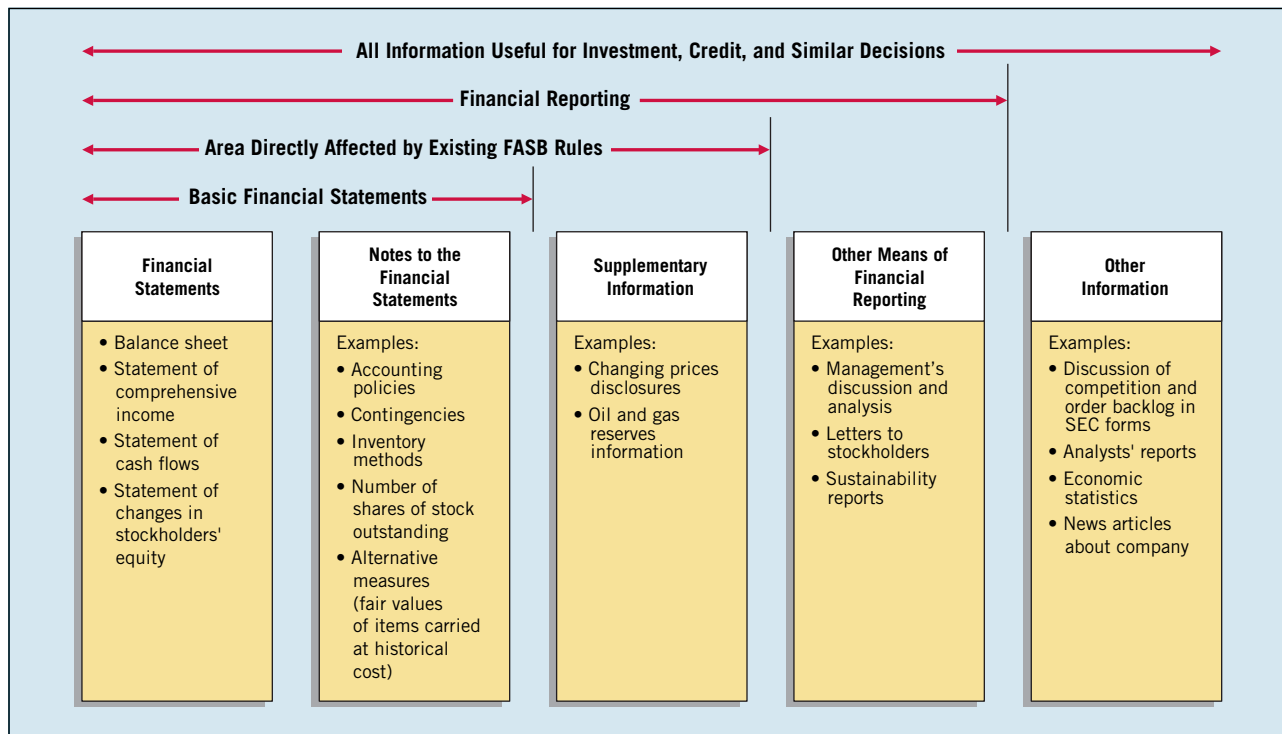 All Information Useful for Investment, Credit, and Similar Decisions
Financial Reporting
Area Directly Affected by Existing FASB Rules
Basic Financial Statements
Financial
Statements
• Balance sheet
• Statement of
comprehensive
income
• Statement of
cash flows
• Statement of
changes in
stockholders'
equity
Notes to the
Financial
Statements
Examples:
• Accounting
policies
• Contingencies
• Inventory
methods
• Number of
shares of stock
outstanding
• Alternative
measures
(fair values
of items carried
at historical
cost)
Supplementary
Information
Examples:
• Changing prices
disclosures
• Oil and gas
reserves
information
Other Means of
Financial
Reporting
Examples:
• Management’s
discussion and
analysis
• Letters to
stockholders
• Sustainability
reports
Other
Information
Examples:
• Discussion of
competition and
order backlog in
SEC forms
• Analysts' reports
• Economic
statistics
• News articles
about company